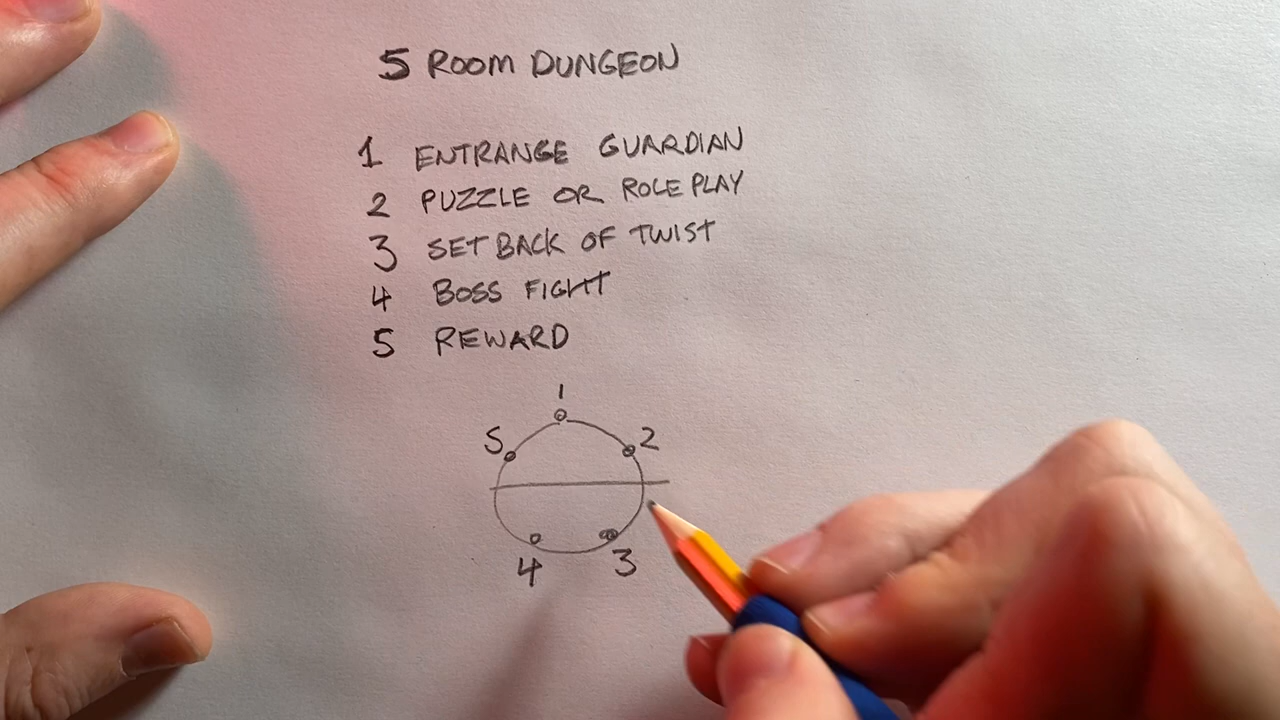 5 ROOM DUNGEON
1 ENTRANGE GUARDIAN
2 PUZZLE OR ROLE PLAY
3 SET BACK OF TWIST
4 BOSS FIGHT
5 REWARD
1
5 2
4 3